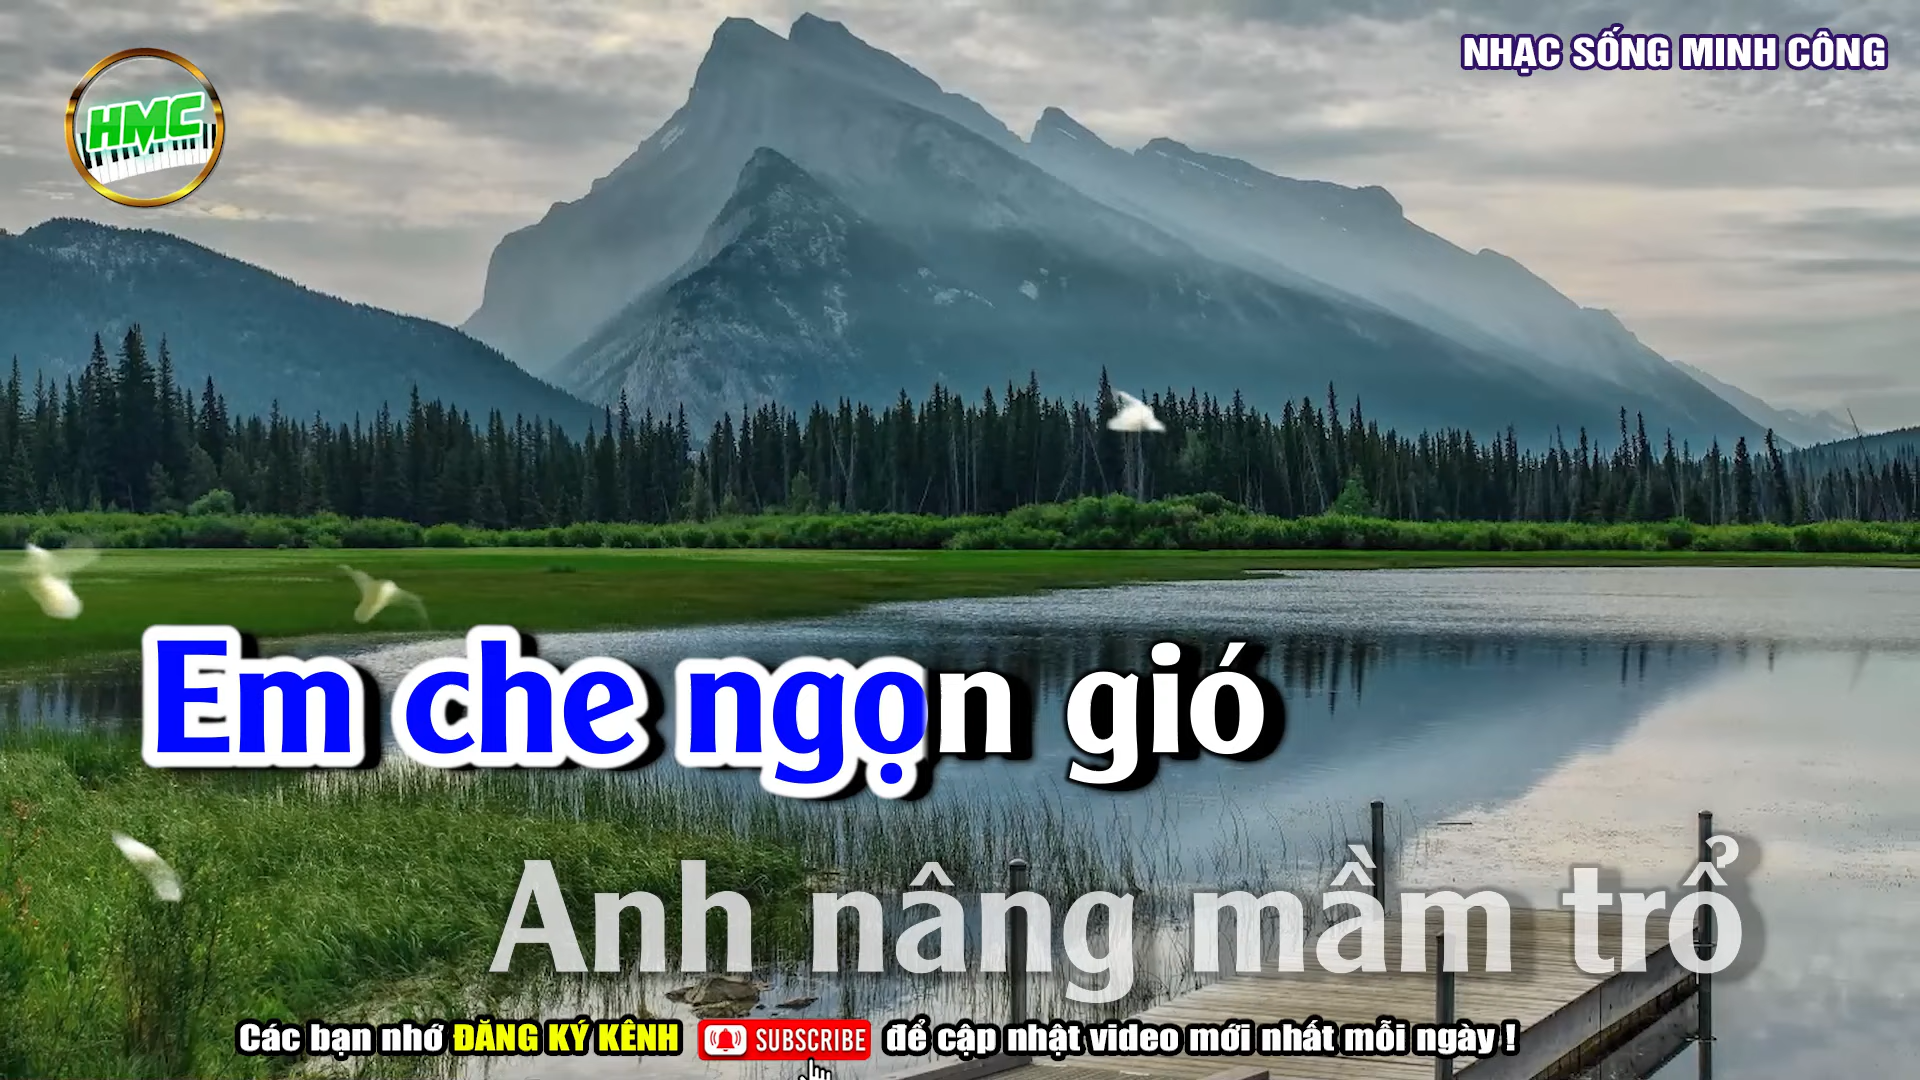 HMC
NHẠC SỐNG MINH CÔNG
Em che ngọn gió
Anh nâng mầm trổ
Các bạn nhớ ĐĂNG KÝ KÊNH SUBSCRIBE để cập nhật video mới nhất mỗi ngày !